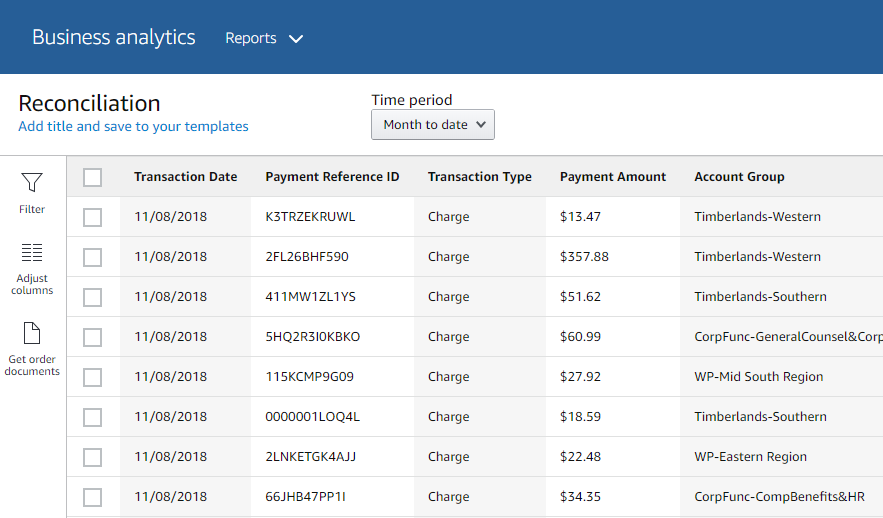 Business analytics Reports
Reconciliation
Add title and save to your templates
Time period
Month to date
Filter
Adjust
columns
Get order
documents
Transaction Date Payment Reference ID Transaction Type Payment Amount Account Group
11/08/2018 K3TRZEKRUWL Charge $13.47 Timberlands-Western
11/08/2018 2FL26BHF590 Charge $357.88 Timberlands-Western
11/08/2018 411MW1ZL1YS Charge $51.62 Timberlands-Southern
11/08/2018 5HQ2R3I0KBKO Charge $60.99 CorpFunc-GeneralCounsel&Corp
11/08/2018 115KCMP9G09 Charge $27.92 WP-Mid South Region
11/08/2018 0000001LOQ4L Charge $18.59 Timberlands-Southern
11/08/2018 2LNKETGK4AJJ Charge $22.48 WP-Eastern Region
11/08/2018 66JHB47PP1I Charge $34.35 CorpFunc-CompBenefits&HR